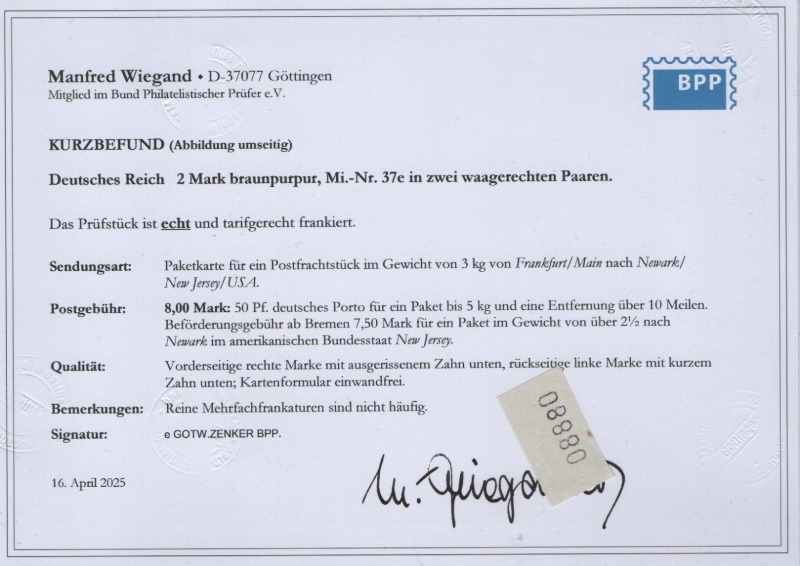 Manfred Wiegand • D-37077 Göttingen
Mitglied im Bund Philatelistischer Prüfer e.V.
BPP
KURZBEFUND (Abbildung umseitig)
Deutsches Reich 2 Mark braunpurpur, Mi.-Nr. 37e in zwei waagerechten Paaren.
Das Prüfstück ist echt und tarifgerecht frankiert.
Sendungsart: Paketkarte für ein Postfrachtstück im Gewicht von 3 kg von Frankfurt/Main nach Newark/
New Jersey/USA.
Postgebühr: 8,00 Mark: 50 Pf. deutsches Porto für ein Paket bis 5 kg und eine Entfernung über 10 Meilen.
Beförderungsgebühr ab Bremen 7,50 Mark für ein Paket im Gewicht von über 2½ nach
Newark im amerikanischen Bundesstaat New Jersey.
Qualität: Vorderseitige rechte Marke mit ausgerissenem Zahn unten, rückseitige linke Marke mit kurzem
Zahn unten; Kartenformular einwandfrei.
Bemerkungen: Reine Mehrfachfrankaturen sind nicht häufig.
Signatur: e GOTW.ZENKER BPP.
08880
16. April 2025